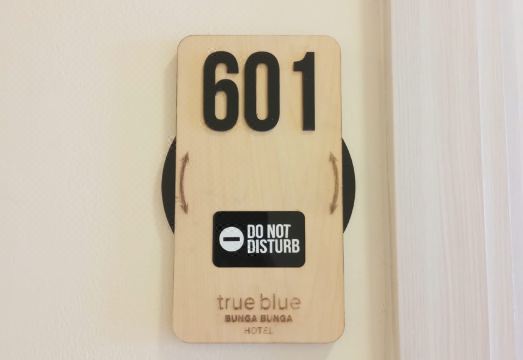 601
DO NOT
DISTURB
true blue
BUNGA BUNGA
HOTEL